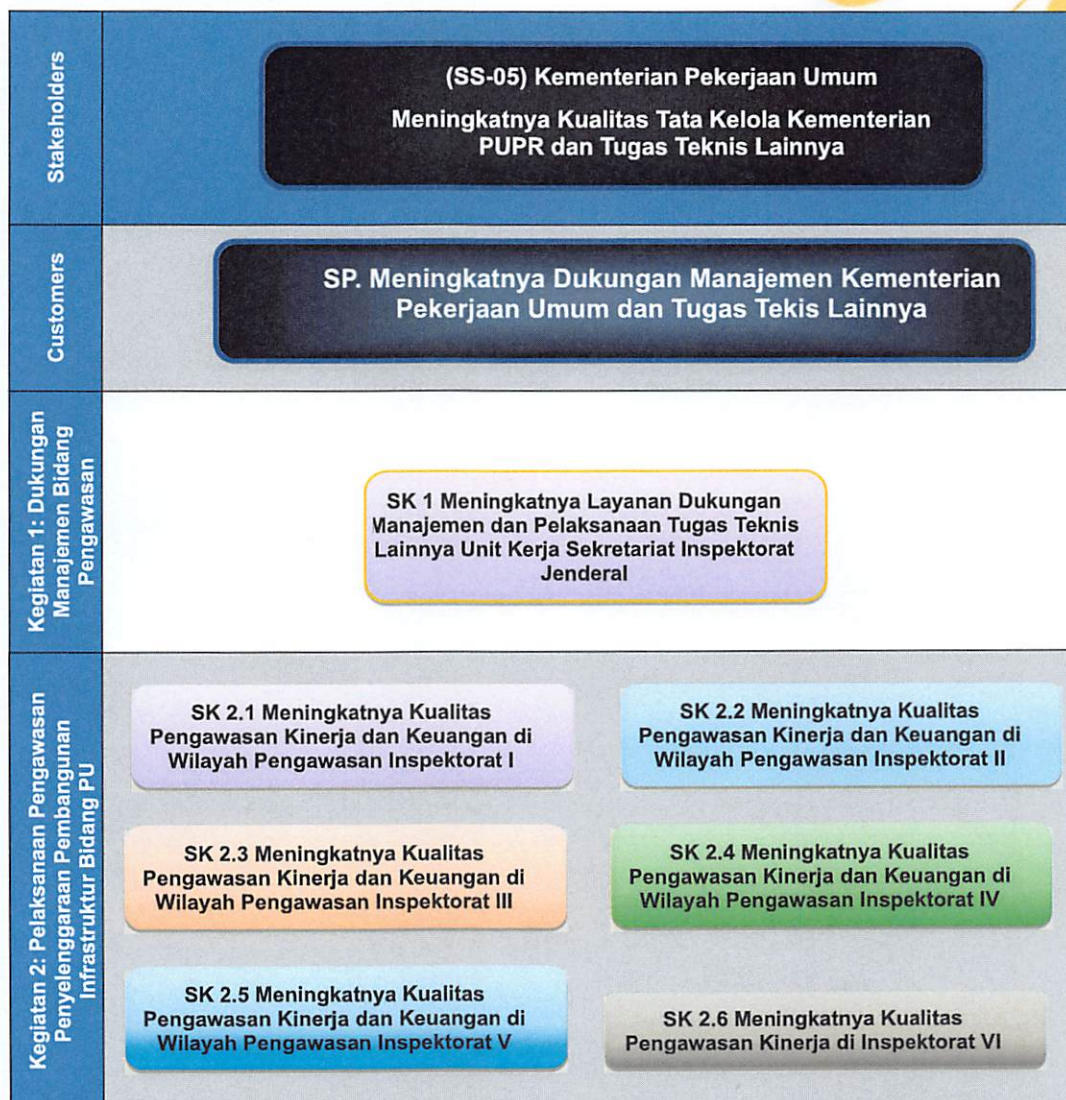 Stakeholders
(SS-05) Kementerian Pekerjaan Umum
Meningkatnya Kualitas Tata Kelola Kementerian
PUPR dan Tugas Teknis Lainnya
Customers
SP. Meningkatnya Dukungan Manajemen Kementerian
Pekerjaan Umum dan Tugas Tekis Lainnya
Kegiatan 1: Dukungan
Manajemen Bidang
Pengawasan
SK 1 Meningkatnya Layanan Dukungan
Manajemen dan Pelaksanaan Tugas Teknis
Lainnya Unit Kerja Sekretariat Inspektorat
Jenderal
Kegiatan 2: Pelaksanaan Pengawasan
Penyelenggaraan Pembangunan
Infrastruktur Bidang PU
SK 2.1 Meningkatnya Kualitas
Pengawasan Kinerja dan Keuangan di
Wilayah Pengawasan Inspektorat I
SK 2.2 Meningkatnya Kualitas
Pengawasan Kinerja dan Keuangan di
Wilayah Pengawasan Inspektorat II
SK 2.3 Meningkatnya Kualitas
Pengawasan Kinerja dan Keuangan di
Wilayah Pengawasan Inspektorat III
SK 2.4 Meningkatnya Kualitas
Pengawasan Kinerja dan Keuangan di
Wilayah Pengawasan Inspektorat IV
SK 2.5 Meningkatnya Kualitas
Pengawasan Kinerja dan Keuangan di
Wilayah Pengawasan Inspektorat V
SK 2.6 Meningkatnya Kualitas
Pengawasan Kinerja di Inspektorat VI